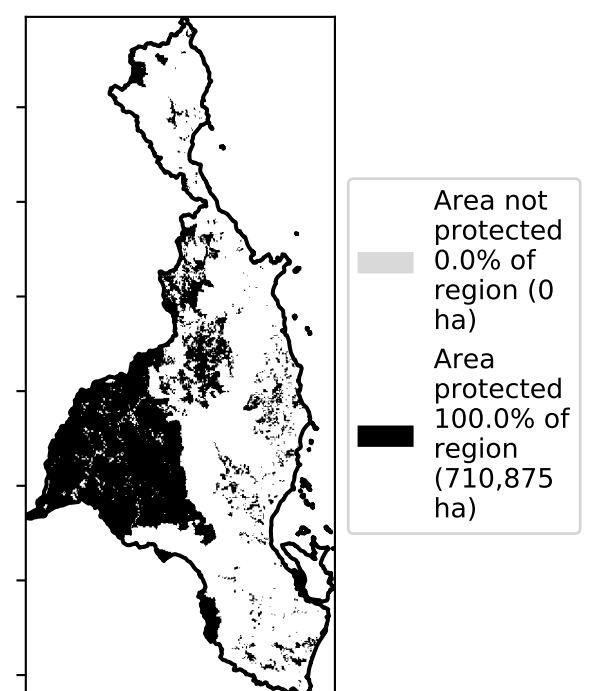 Area not
protected
0.0% of
region (0
ha)
Area
protected
100.0% of
region
(710,875
ha)